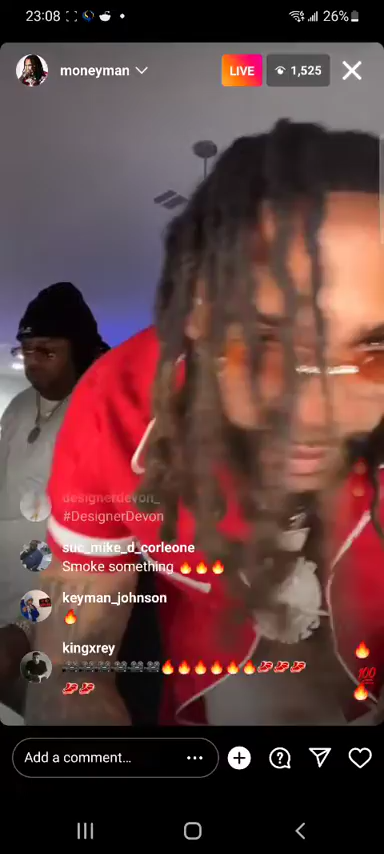 23:08
26%
moneyman
LIVE
1,525
designerdevon_
#DesignerDevon
suc_mike_d_corleone
Smoke something 🔥🔥🔥
keyman_johnson
🔥
kingxrey
🔥🔥🔥🔥🔥🔥
💯
Add a comment...